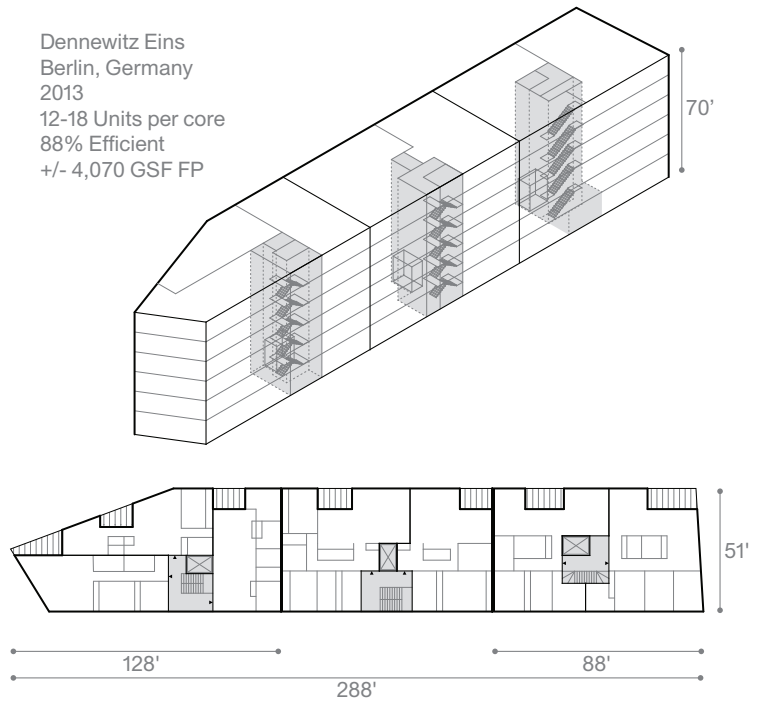 Dennewitz Eins
Berlin, Germany
2013
12-18 Units per core
88% Efficient
+/- 4,070 GSF FP
70'
51'
128'
88'
288'